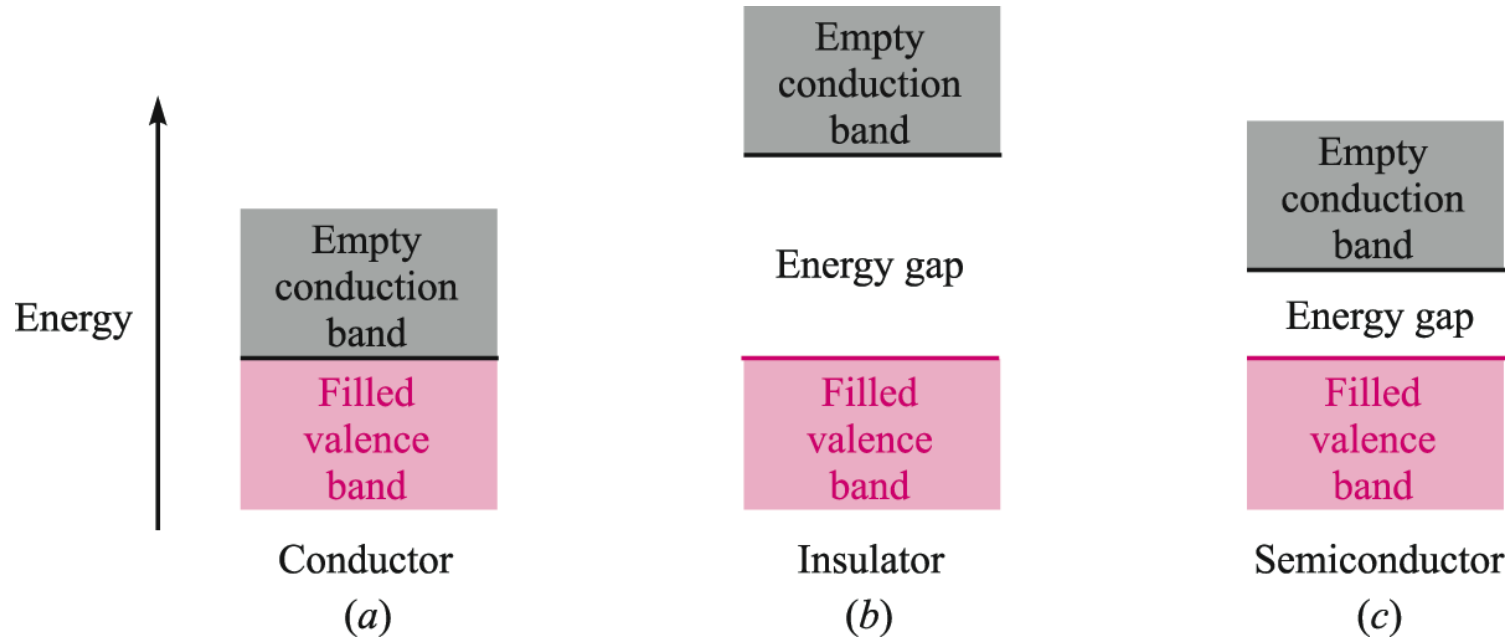 Energy
Empty
conduction
band
Filled
valence
band
Conductor
(a)
Empty
conduction
band
Energy gap
Filled
valence
band
Insulator
(b)
Empty
conduction
band
Energy gap
Filled
valence
band
Semiconductor
(c)